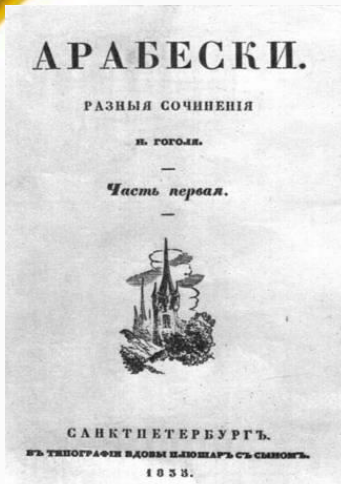 АРАБЕСКИ.
РАЗНЫЯ СОЧИНЕНІЯ
Н. ГОГОЛЯ.
Часть первая.
САНКТПЕТЕРБУРГЪ.
ВЪ ТИПОГРАФІИ ВДОВЫ ПЛЮШАРЪ СЪ СЫНОМЪ.
1835.